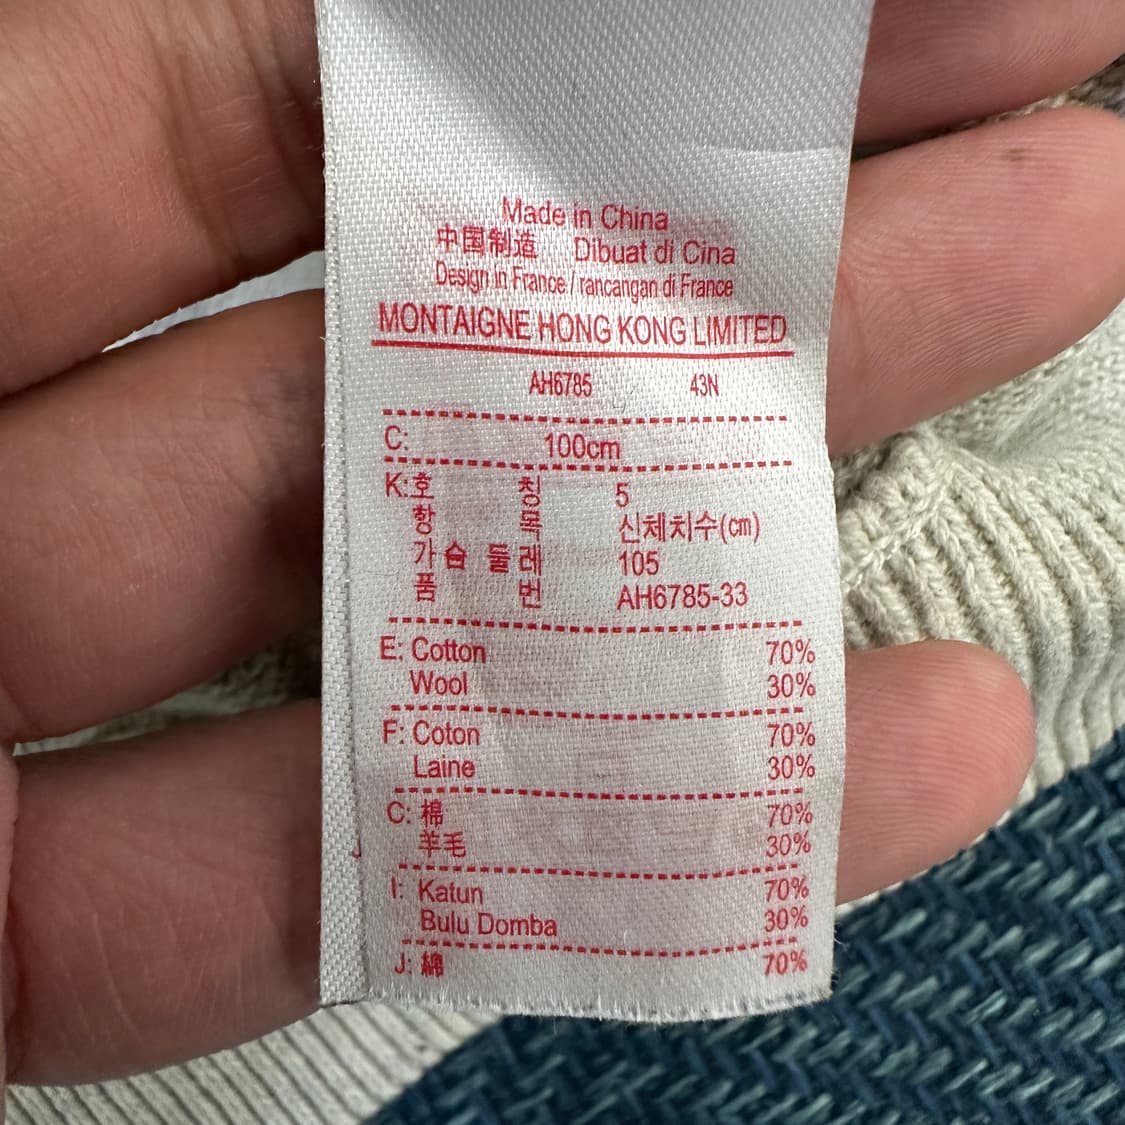 Made in China
中国制造 Dibuat di Cina
Design in France / rancangan di France
MONTAIGNE HONG KONG LIMITED
AH6785 43N
C: 100cm
K:호 칭 5
항 목 신체치수(cm)
가슴둘레 105
품 번 AH6785-33
E: Cotton 70%
Wool 30%
F: Coton 70%
Laine 30%
C: 棉 70%
羊毛 30%
I: Katun 70%
Bulu Domba 30%
J: 綿 70%